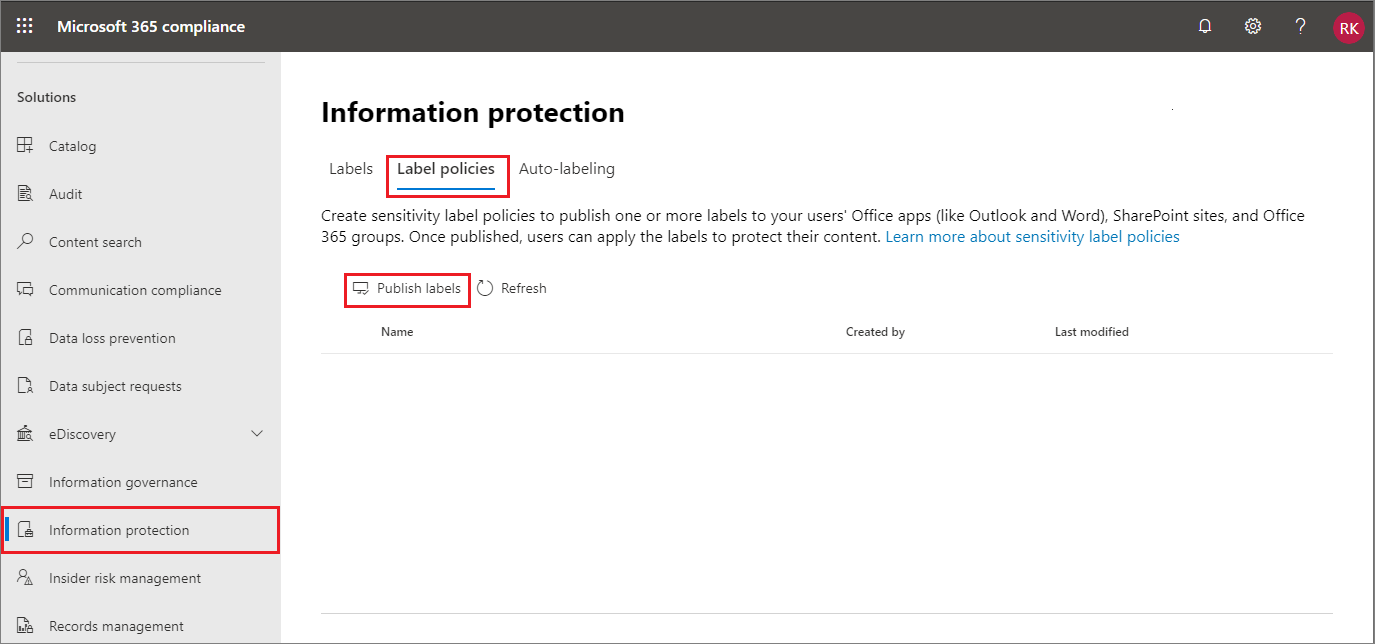 Microsoft 365 compliance
RK
Solutions
Catalog
Audit
Content search
Communication compliance
Data loss prevention
Data subject requests
eDiscovery
Information governance
Information protection
Insider risk management
Records management
Information protection
Labels Label policies Auto-labeling
Create sensitivity label policies to publish one or more labels to your users' Office apps (like Outlook and Word), SharePoint sites, and Office
365 groups. Once published, users can apply the labels to protect their content. Learn more about sensitivity label policies
Publish labels Refresh
Name Created by Last modified